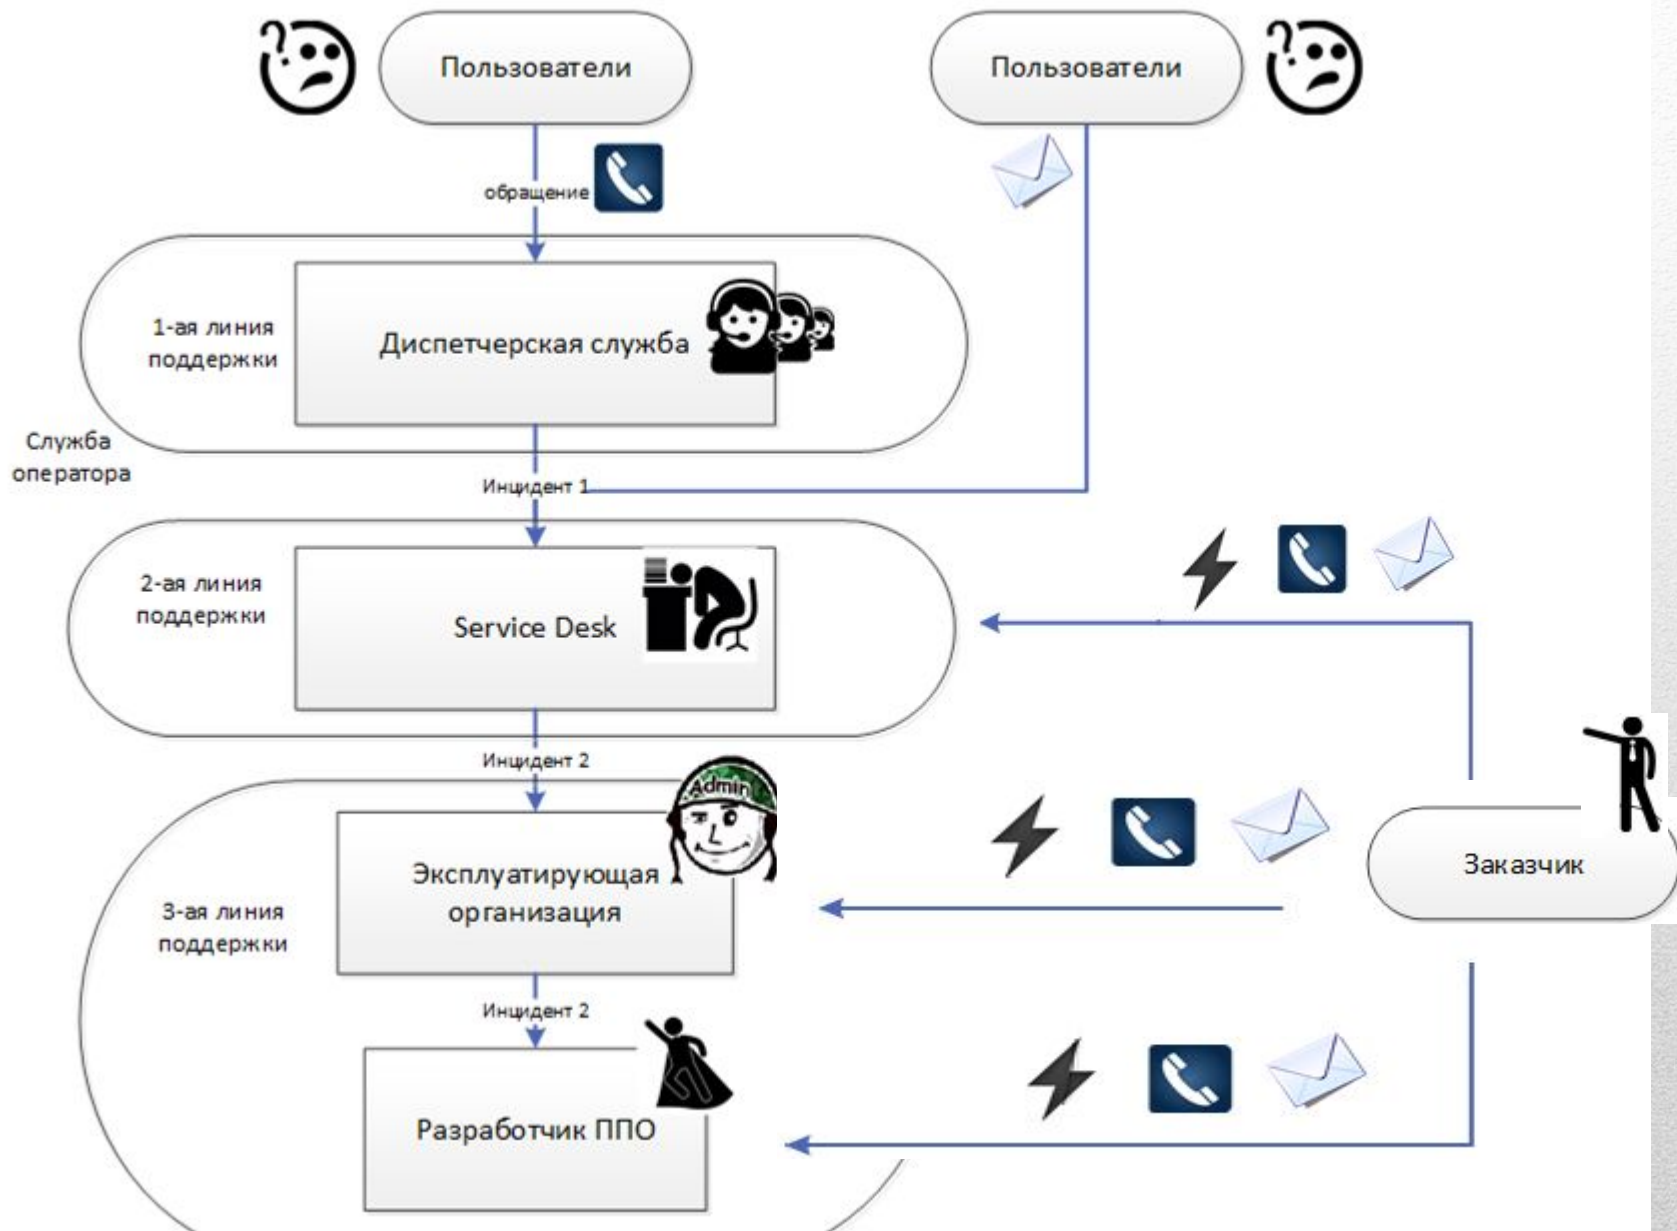 Пользователи
Пользователи
обращение
1-ая линия
поддержки
Диспетчерская служба
Служба
оператора
Инцидент 1
2-ая линия
поддержки
Service Desk
Инцидент 2
Admin
Эксплуатирующая
организация
3-ая линия
поддержки
Заказчик
Инцидент 2
Разработчик ППО